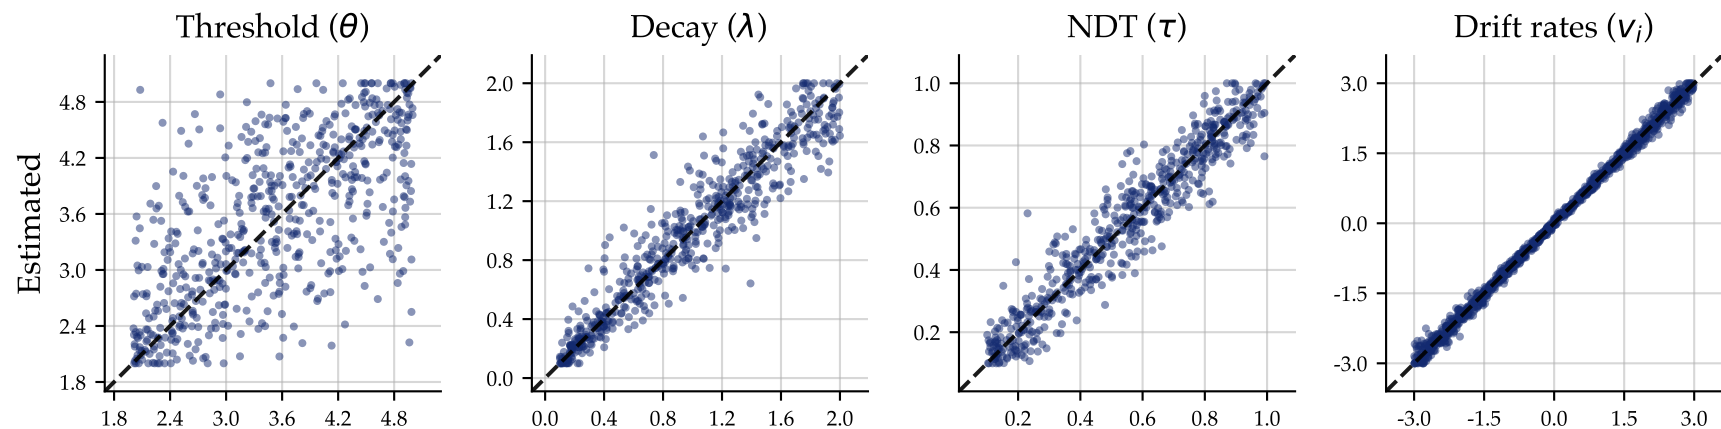 Threshold (θ)
Decay (λ)
NDT (τ)
Drift rates (vᵢ)
Estimated
4.8
4.2
3.6
3.0
2.4
1.8
1.8 2.4 3.0 3.6 4.2 4.8
2.0
1.6
1.2
0.8
0.4
0.0
0.0 0.4 0.8 1.2 1.6 2.0
1.0
0.8
0.6
0.4
0.2
0.2 0.4 0.6 0.8 1.0
3.0
1.5
0.0
-1.5
-3.0
-3.0 -1.5 0.0 1.5 3.0